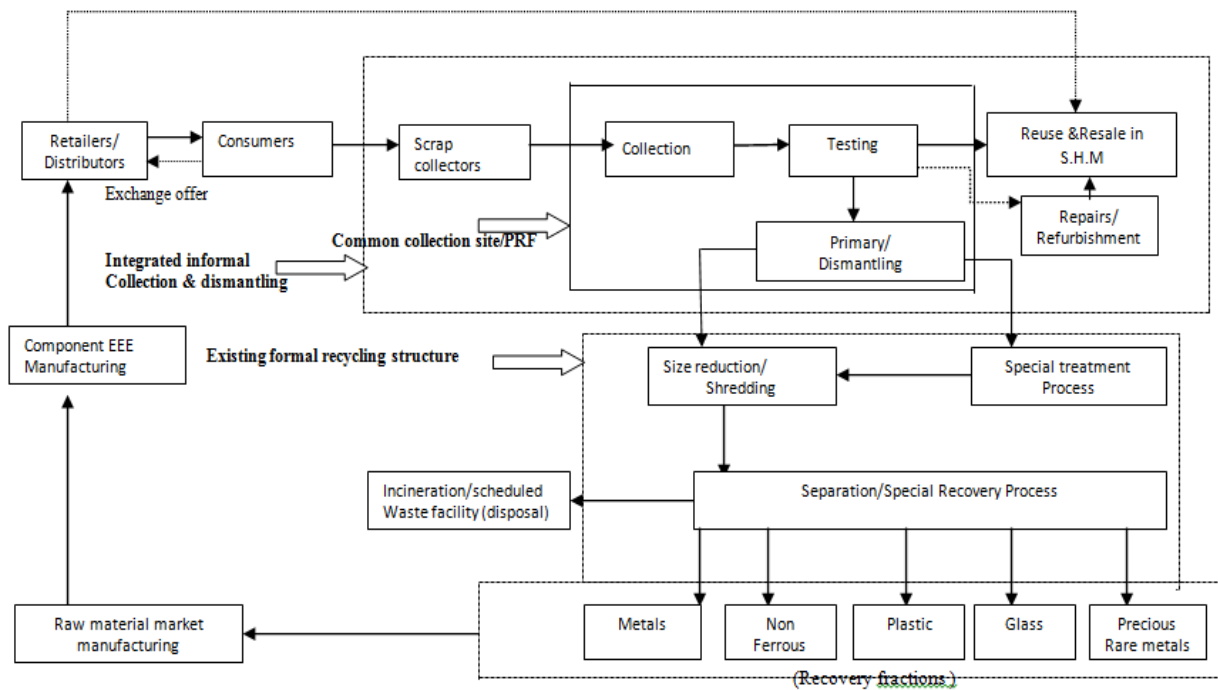 Retailers/
Distributors
Consumers
Exchange offer
Scrap
collectors
Collection
Testing
Reuse &Resale in
S.H.M
Repairs/
Refurbishment
Primary/
Dismantling
Common collection site/PRF
Integrated informal
Collection & dismantling
Component EEE
Manufacturing
Existing formal recycling structure
Size reduction/
Shredding
Special treatment
Process
Incineration/scheduled
Waste facility (disposal)
Separation/Special Recovery Process
Raw material market
manufacturing
Metals
Non
Ferrous
Plastic
Glass
Precious
Rare metals
(Recovery fractions )